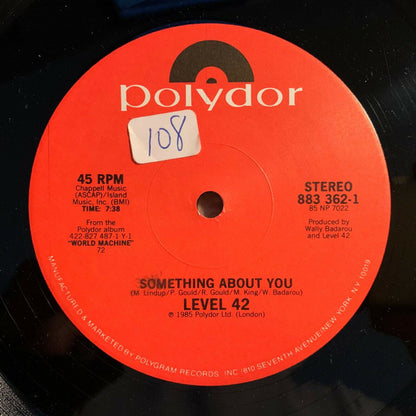 polydor
108
45 RPM
Chappell Music
(ASCAP)/Island
Music, Inc. (BMI)
TIME: 7:38
From the
Polydor album
422-827 487-1 Y-1
"WORLD MACHINE"
72
STEREO
883 362-1
85 NP 7022
Produced by
Wally Badarou
and Level 42
SOMETHING ABOUT YOU
(M. Lindup/P. Gould/R. Gould/M. King/W. Badarou)
LEVEL 42
℗ 1985 Polydor Ltd. (London)
MANUFACTURED & MARKETED BY POLYGRAM RECORDS, INC./810 SEVENTH AVENUE/NEW YORK, N.Y. 10019